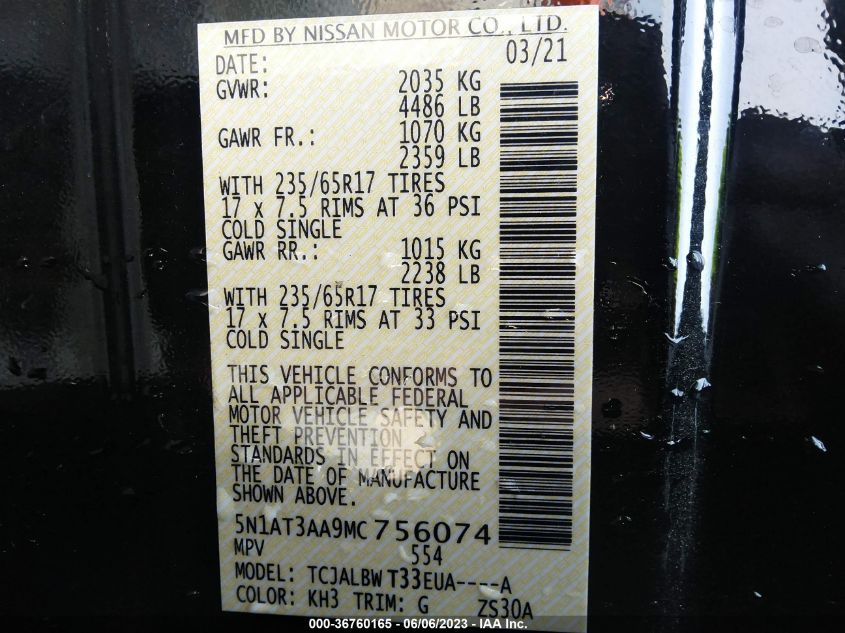 MFD BY NISSAN MOTOR CO., LTD.
DATE: 03/21
GVWR: 2035 KG
4486 LB
GAWR FR.: 1070 KG
2359 LB
WITH 235/65R17 TIRES
17 x 7.5 RIMS AT 36 PSI
COLD SINGLE
GAWR RR.: 1015 KG
2238 LB
WITH 235/65R17 TIRES
17 x 7.5 RIMS AT 33 PSI
COLD SINGLE
THIS VEHICLE CONFORMS TO
ALL APPLICABLE FEDERAL
MOTOR VEHICLE SAFETY AND
THEFT PREVENTION
STANDARDS IN EFFECT ON
THE DATE OF MANUFACTURE
SHOWN ABOVE.
5N1AT3AA9MC 756074
MPV 554
MODEL: TCJALBW T33EUA----A
COLOR: KH3 TRIM: G ZS30A
000-36760165 - 06/06/2023 - IAA Inc.